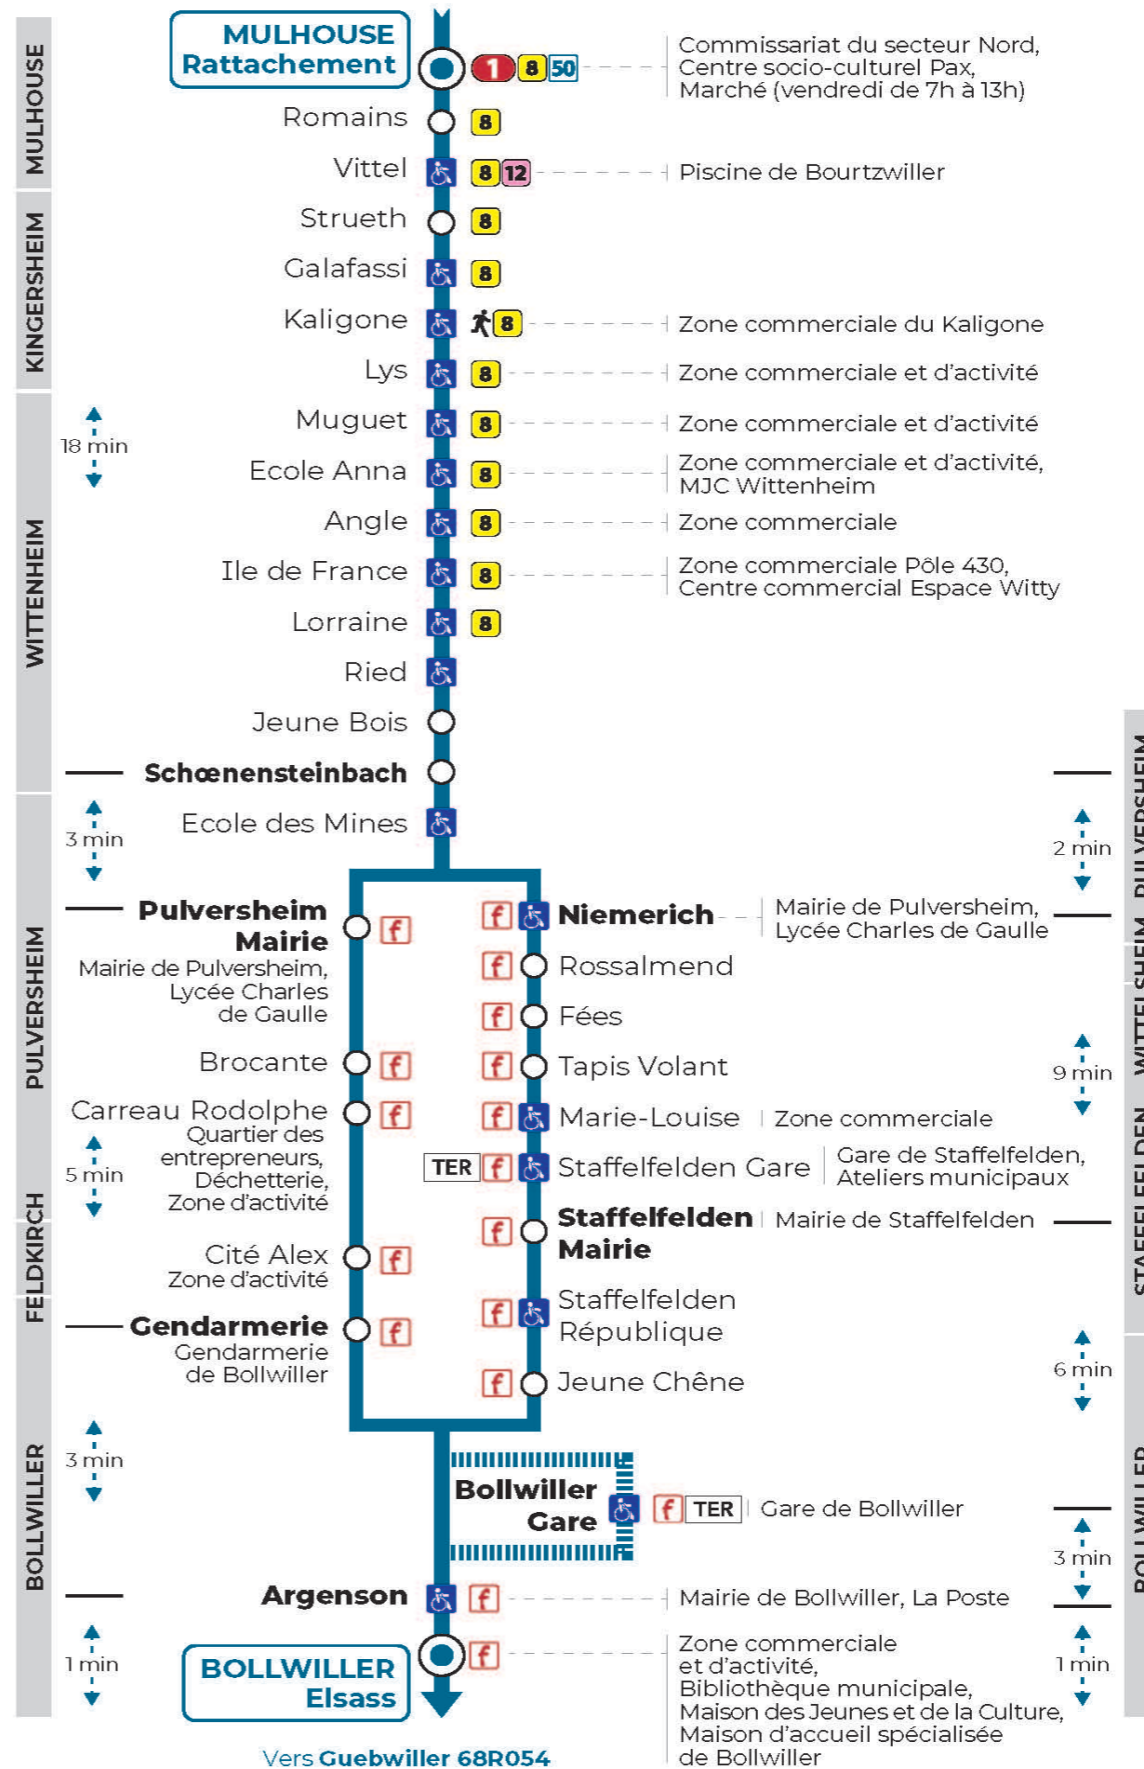 MULHOUSE
MULHOUSE
Rattachement
1
8
50
Commissariat du secteur Nord,
Centre socio-culturel Pax,
Marché (vendredi de 7h à 13h)
Romains
8
Vittel
8
12
Piscine de Bourtzwiller
KINGERSHEIM
Strueth
8
Galafassi
8
Kaligone
8
Zone commerciale du Kaligone
Lys
8
Zone commerciale et d'activité
WITTENHEIM
18 min
Muguet
8
Zone commerciale et d'activité
Ecole Anna
8
Zone commerciale et d'activité,
MJC Wittenheim
Angle
8
Zone commerciale
Ile de France
8
Zone commerciale Pôle 430,
Centre commercial Espace Witty
Lorraine
8
Ried
Jeune Bois
Schœnensteinbach
PULVERSHEIM
3 min
Ecole des Mines
Pulversheim
Mairie
f
Mairie de Pulversheim,
Lycée Charles
de Gaulle
Brocante
f
Carreau Rodolphe
f
Quartier des
entrepreneurs,
Déchetterie,
Zone d'activité
5 min
FELDKIRCH
Cité Alex
f
Zone d'activité
Gendarmerie
f
Gendarmerie
de Bollwiller
BOLLWILLER
3 min
PULVERSHEIM
2 min
f
Niemerich
Mairie de Pulversheim,
Lycée Charles de Gaulle
WITTELSHEIM
f
Rossalmend
f
Fées
f
Tapis Volant
9 min
f
Marie-Louise
Zone commerciale
STAFFELFELDEN
TER
f
Staffelfelden Gare
Gare de Staffelfelden,
Ateliers municipaux
f
Staffelfelden
Mairie
Mairie de Staffelfelden
f
Staffelfelden
République
6 min
f
Jeune Chêne
BOLLWILLER
Bollwiller
Gare
f
TER
Gare de Bollwiller
3 min
Argenson
f
Mairie de Bollwiller, La Poste
1 min
BOLLWILLER
Elsass
f
Zone commerciale
et d'activité,
Bibliothèque municipale,
Maison des Jeunes et de la Culture,
Maison d'accueil spécialisée
de Bollwiller
1 min
Vers Guebwiller 68R054